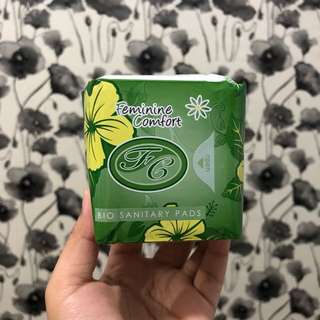 Feminine
Comfort
FC
BIO SANITARY PADS